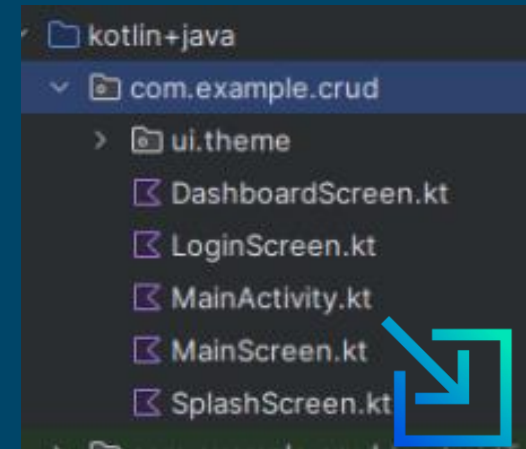 kotlin+java
com.example.crud
ui.theme
DashboardScreen.kt
LoginScreen.kt
MainActivity.kt
MainScreen.kt
SplashScreen.kt